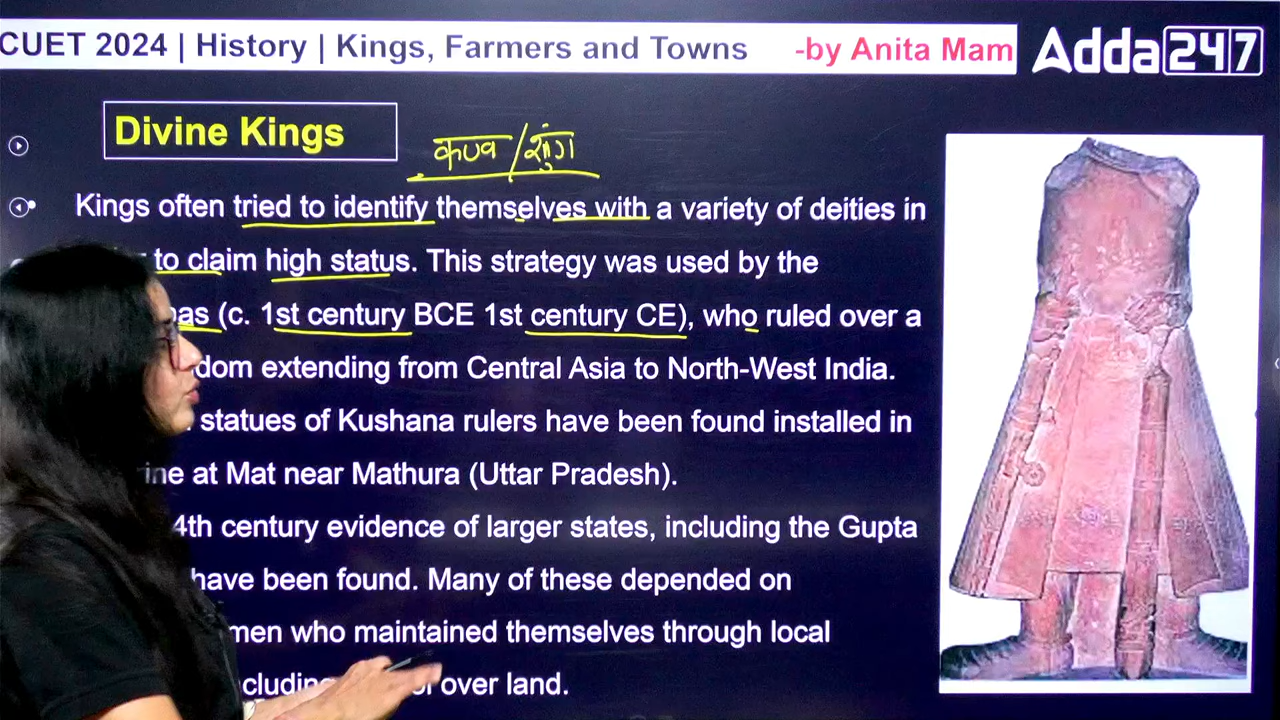 CUET 2024 | History | Kings, Farmers and Towns -by Anita Mam Adda247
Divine Kings
कण्व / शुंग
Kings often tried to identify themselves with a variety of deities in
to claim high status. This strategy was used by the
(c. 1st century BCE 1st century CE), who ruled over a
extending from Central Asia to North-West India.
statues of Kushana rulers have been found installed in
at Mat near Mathura (Uttar Pradesh).
4th century evidence of larger states, including the Gupta
have been found. Many of these depended on
men who maintained themselves through local
over land.